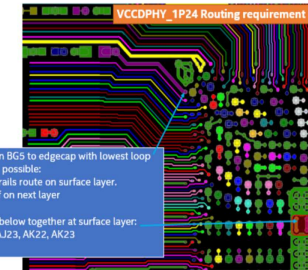 VCCDPHY_1P24 Routing requirement
n BG5 to edgecap with lowest loop
possible:
rails route on surface layer.
f on next layer
below together at surface layer:
AJ23, AK22, AK23